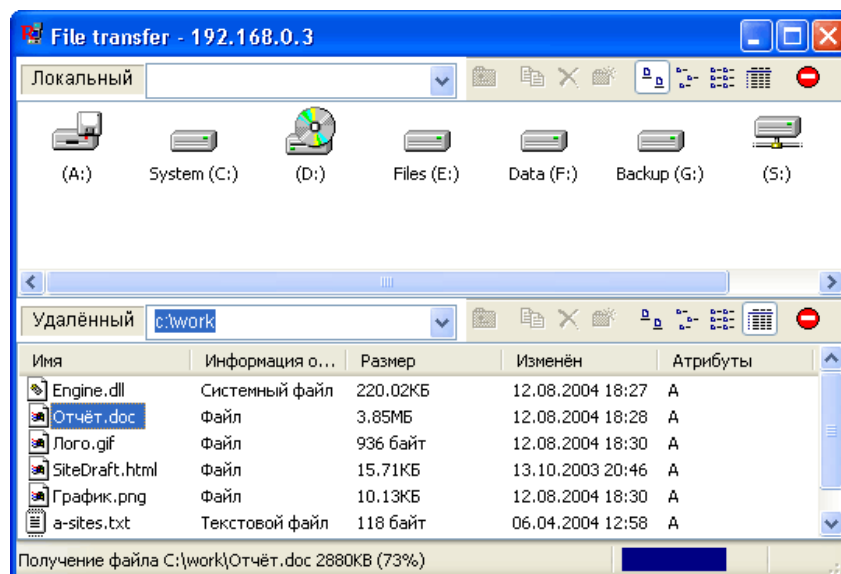 File transfer - 192.168.0.3
Локальный
(A:) System (C:) (D:) Files (E:) Data (F:) Backup (G:) (S:)
Удалённый c:\work
Имя Информация о... Размер Изменён Атрибуты
Engine.dll Системный файл 220.02КБ 12.08.2004 18:27 A
Отчёт.doc Файл 3.85МБ 12.08.2004 18:28 A
Лого.gif Файл 936 байт 12.08.2004 18:30 A
SiteDraft.html Файл 15.71КБ 13.10.2003 20:46 A
График.png Файл 10.13КБ 12.08.2004 18:30 A
a-sites.txt Текстовой файл 118 байт 06.04.2004 12:58 A
Получение файла C:\work\Отчёт.doc 2880KB (73%)